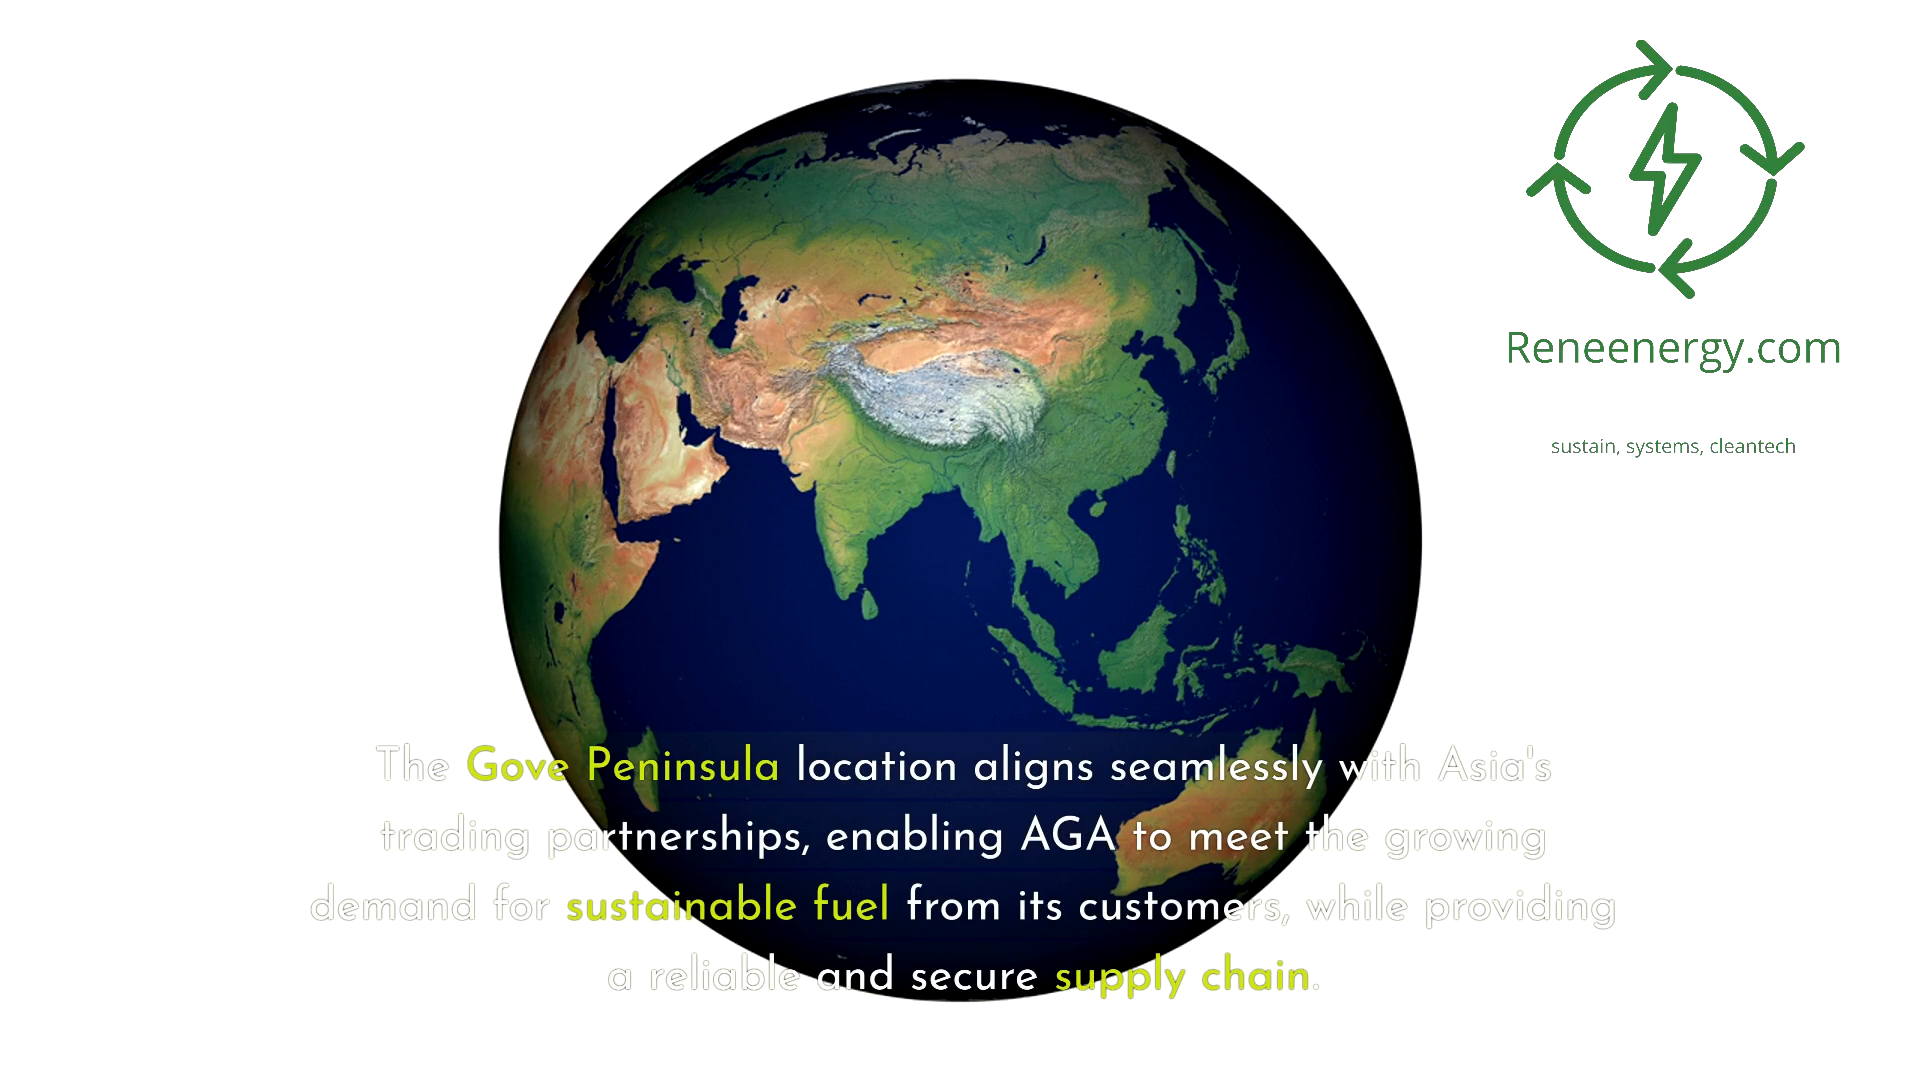 Reneenergy.com
sustain, systems, cleantech
The Gove Peninsula location aligns seamlessly with Asia's
trading partnerships, enabling AGA to meet the growing
demand for sustainable fuel from its customers, while providing
a reliable and secure supply chain.